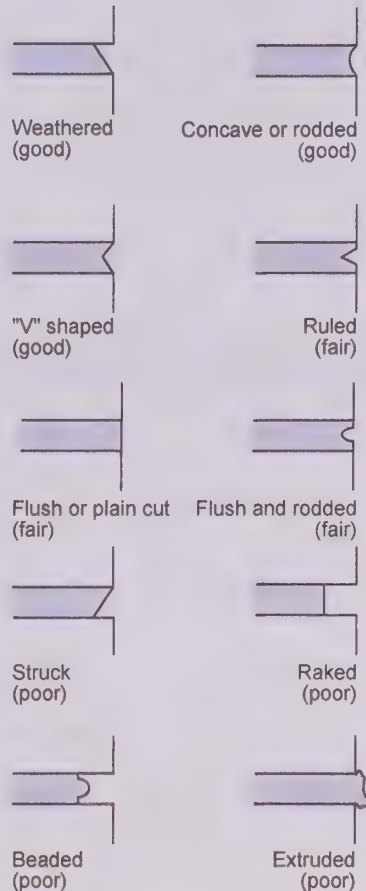 Weathered
(good)
Concave or rodded
(good)
"V" shaped
(good)
Ruled
(fair)
Flush or plain cut
(fair)
Flush and rodded
(fair)
Struck
(poor)
Raked
(poor)
Beaded
(poor)
Extruded
(poor)